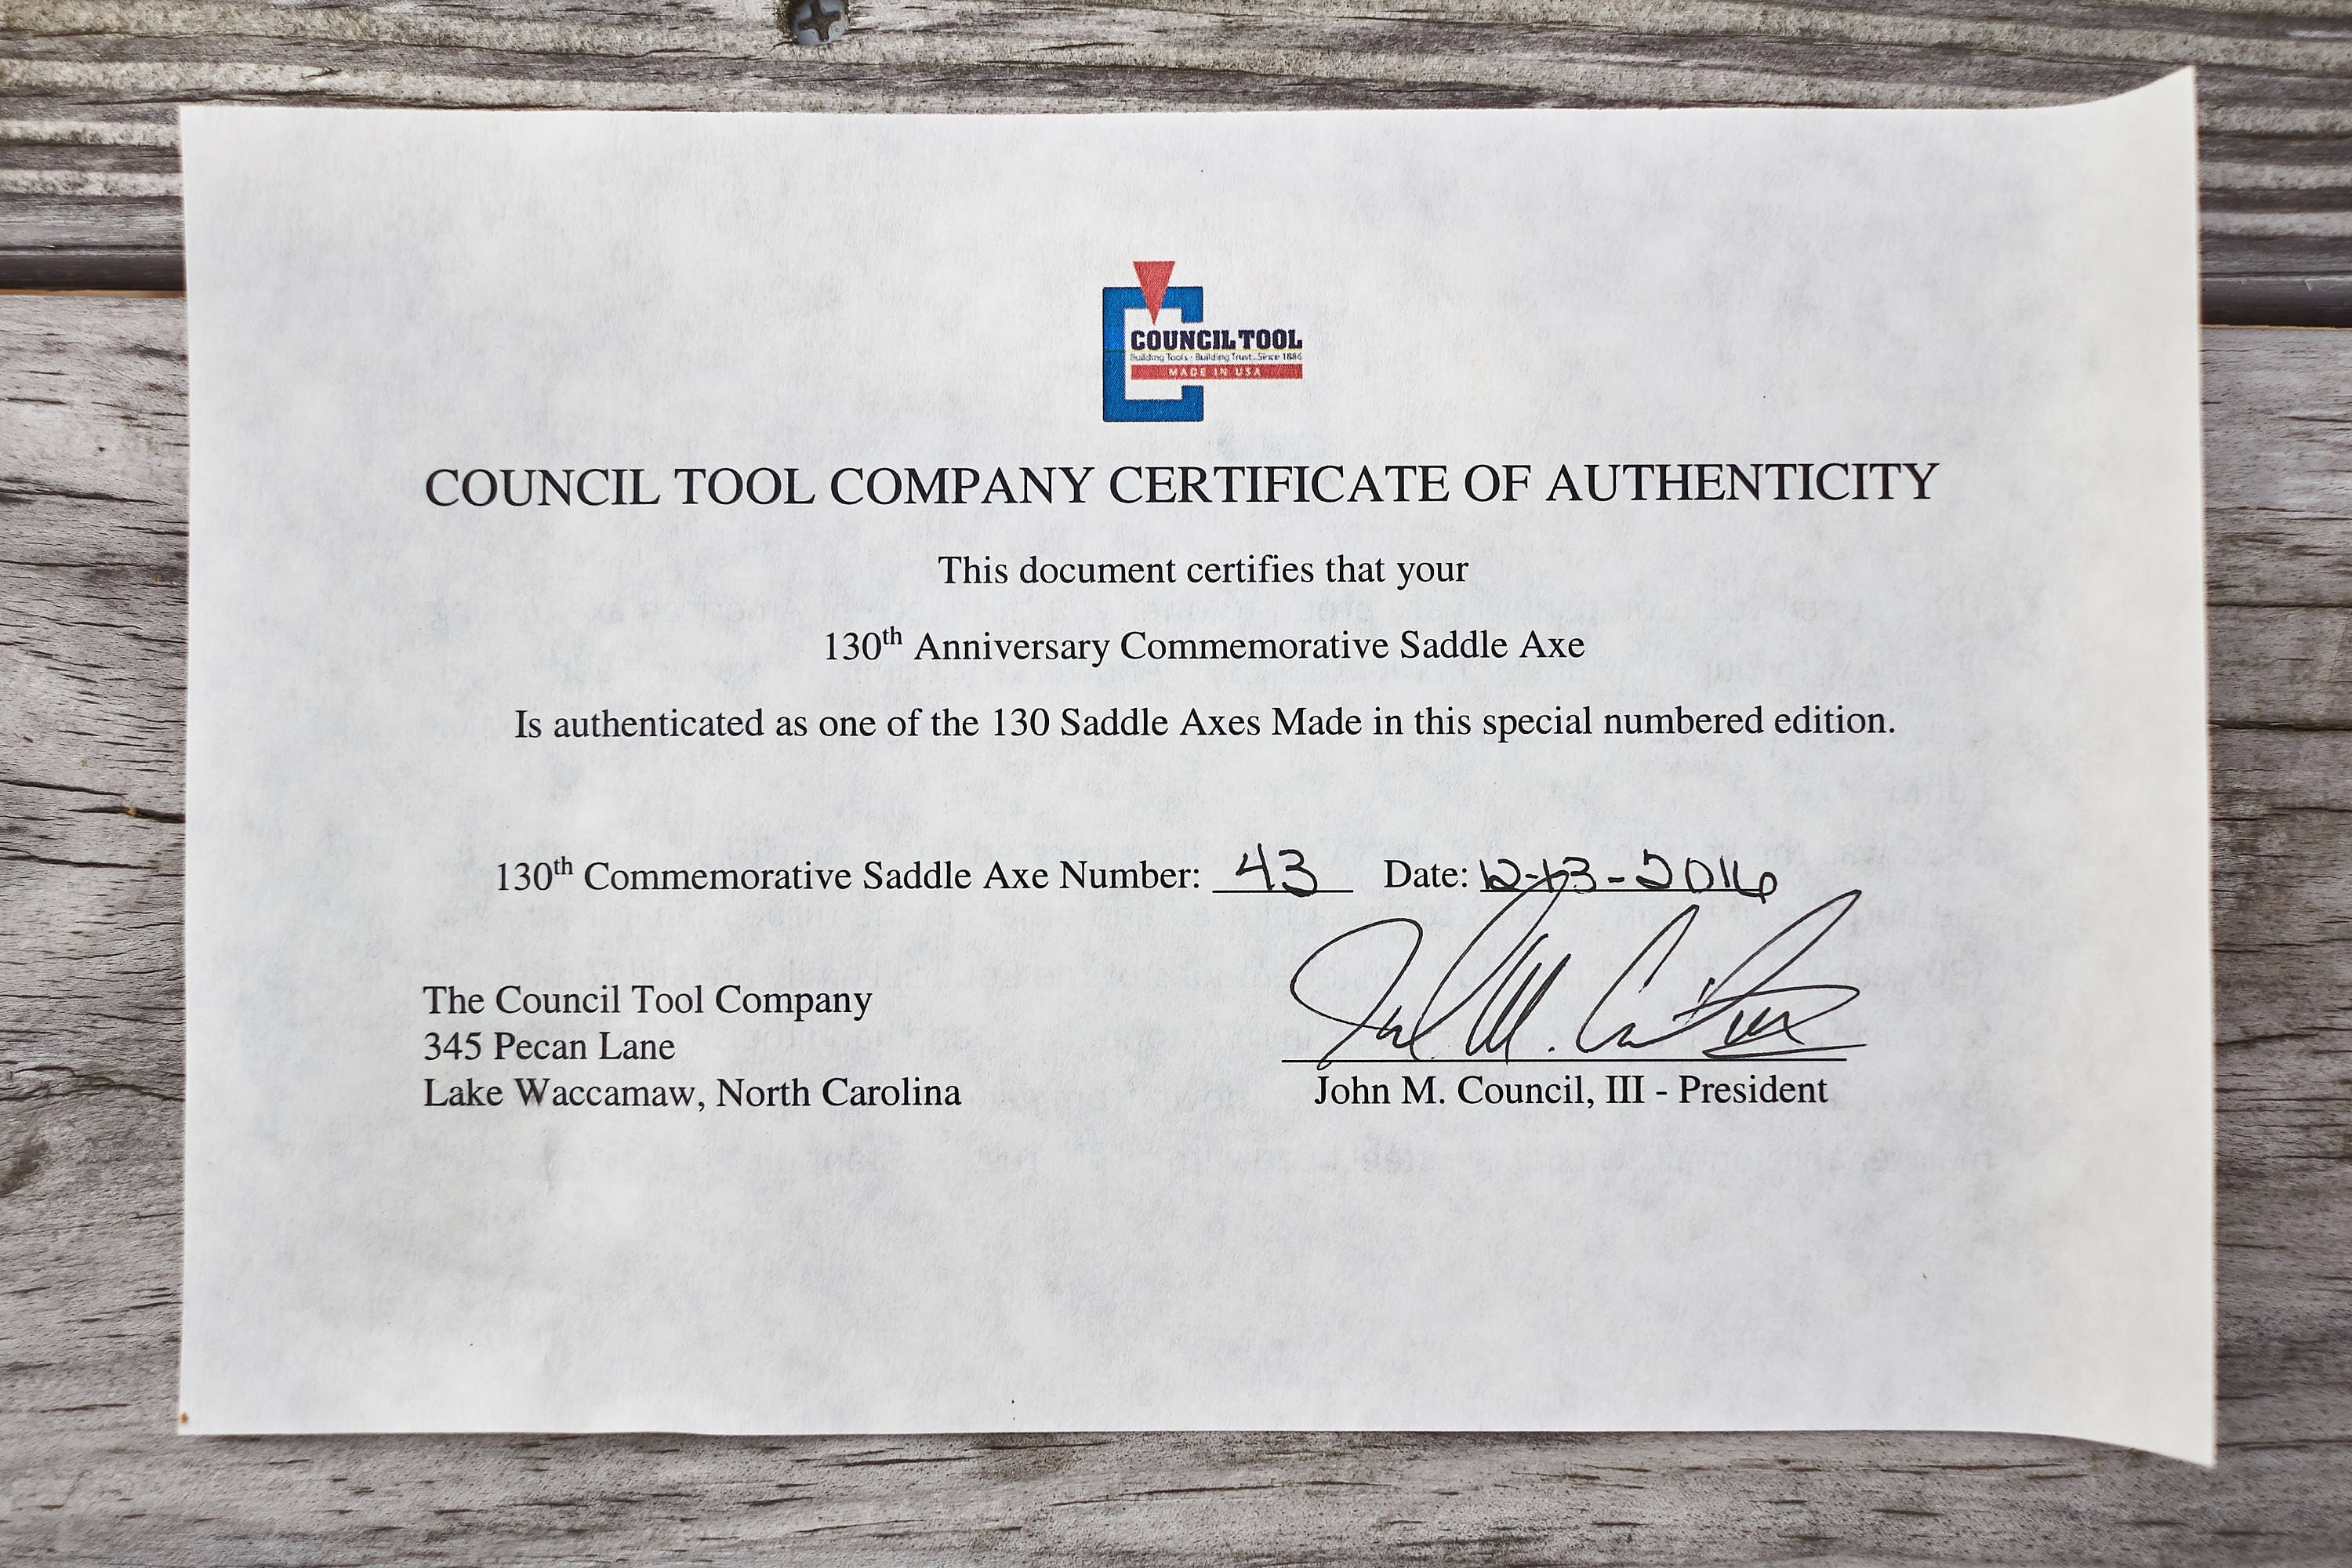 COUNCIL TOOL
Building Tools - Building Trust...Since 1886
MADE IN USA
COUNCIL TOOL COMPANY CERTIFICATE OF AUTHENTICITY
This document certifies that your
130th Anniversary Commemorative Saddle Axe
Is authenticated as one of the 130 Saddle Axes Made in this special numbered edition.
130th Commemorative Saddle Axe Number: 43 Date: 12-13-2016
The Council Tool Company
345 Pecan Lane
Lake Waccamaw, North Carolina
John M. Council, III - President